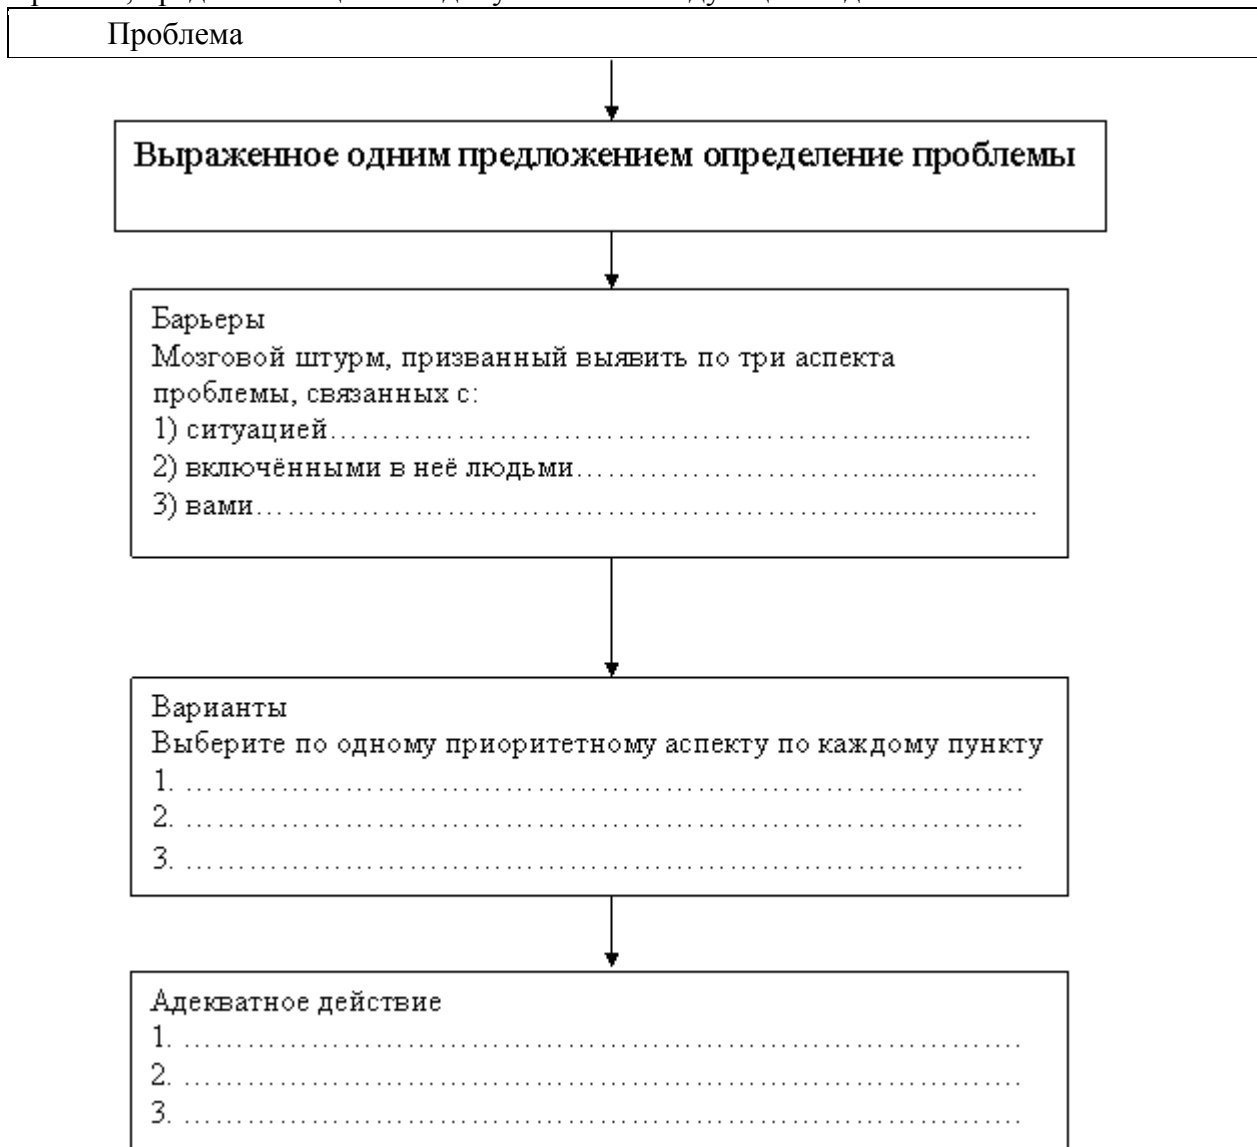 Проблема
Выраженное одним предложением определение проблемы
Барьеры
Мозговой штурм, призванный выявить по три аспекта
проблемы, связанных с:
1) ситуацией……………………………………………....................
2) включёнными в неё людьми……………………….....................
3) вами…………………………………………………......................
Варианты
Выберите по одному приоритетному аспекту по каждому пункту
1. …………………………………………………………………….
2. …………………………………………………………………….
3. …………………………………………………………………….
Адекватное действие
1. …………………………………………………………………….
2. …………………………………………………………………….
3. …………………………………………………………………….